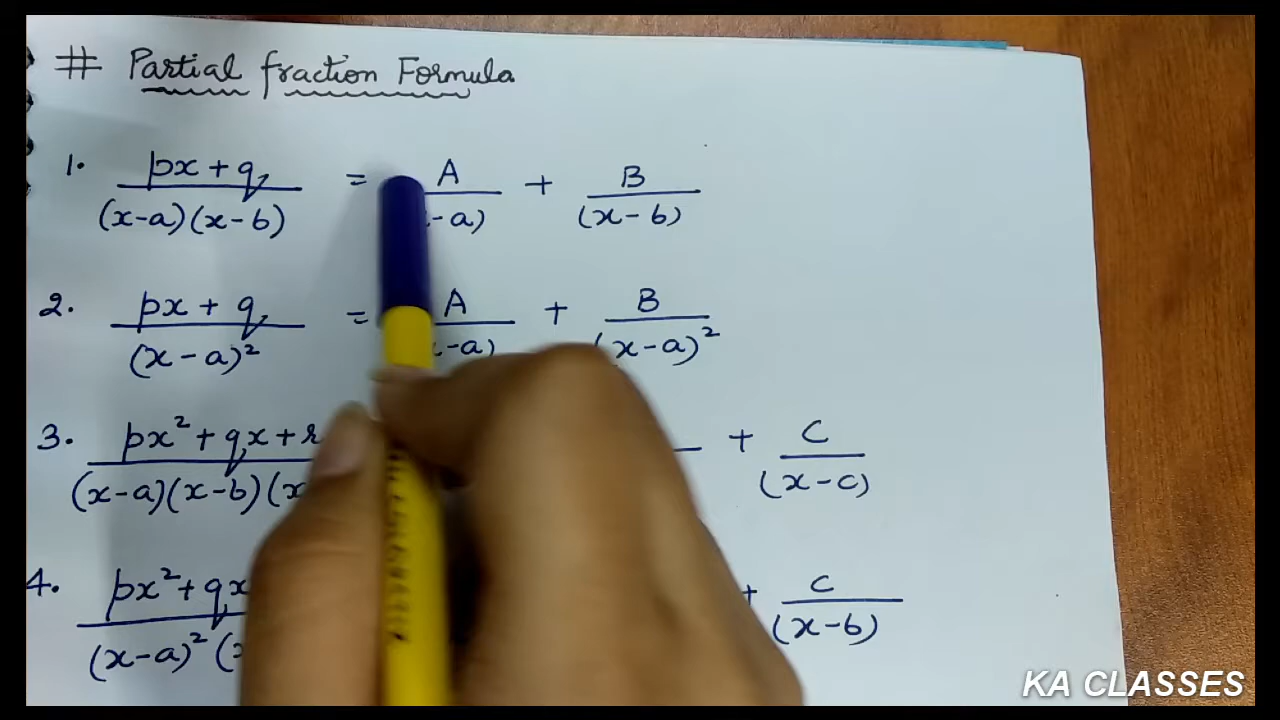 # Partial fraction Formula
1. px + q / (x-a)(x-b) = A / -a) + B / (x-b)
2. px + q / (x-a)² = A / -a) + B / (x-a)²
3. px² + qx + r / (x-a)(x-b)(x + C / (x-c)
4. px² + qx / (x-a)² ( + C / (x-b)
KA CLASSES